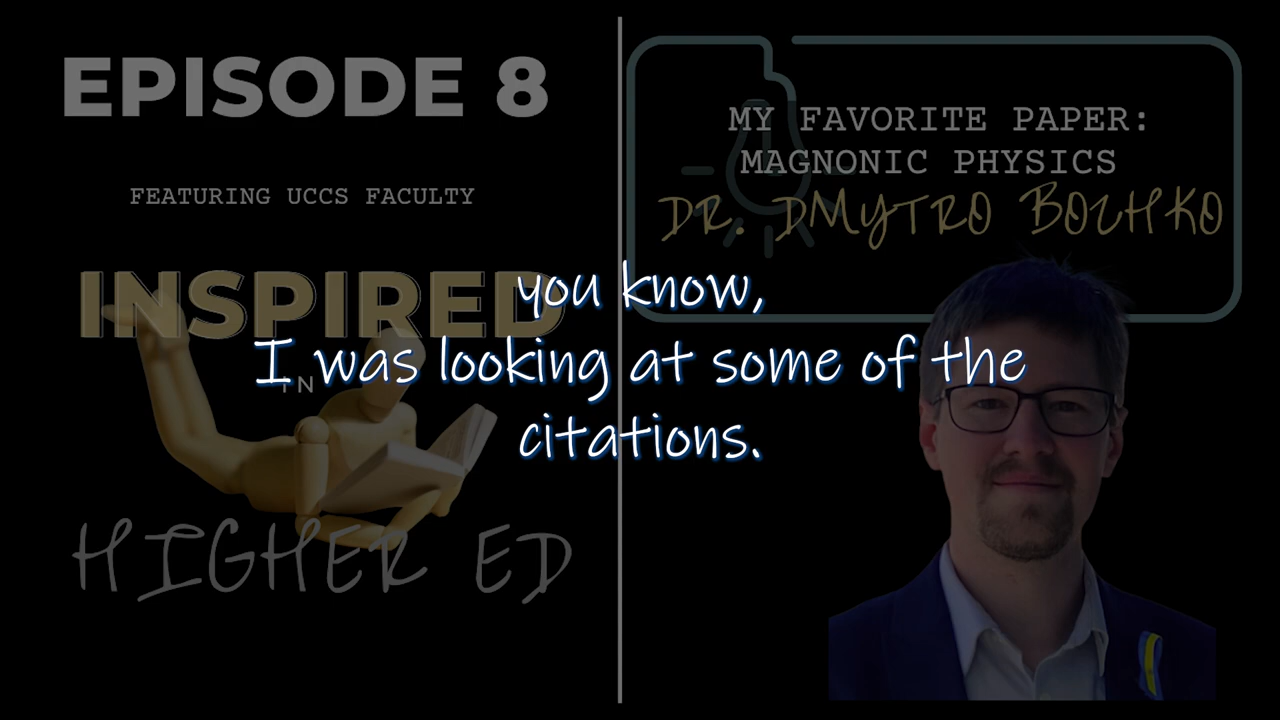 EPISODE 8
FEATURING UCCS FACULTY
INSPIRED
IN
HIGHER ED
MY FAVORITE PAPER:
MAGNONIC PHYSICS
DR. DMYTRO BOZHKO
you know,
I was looking at some of the
citations.